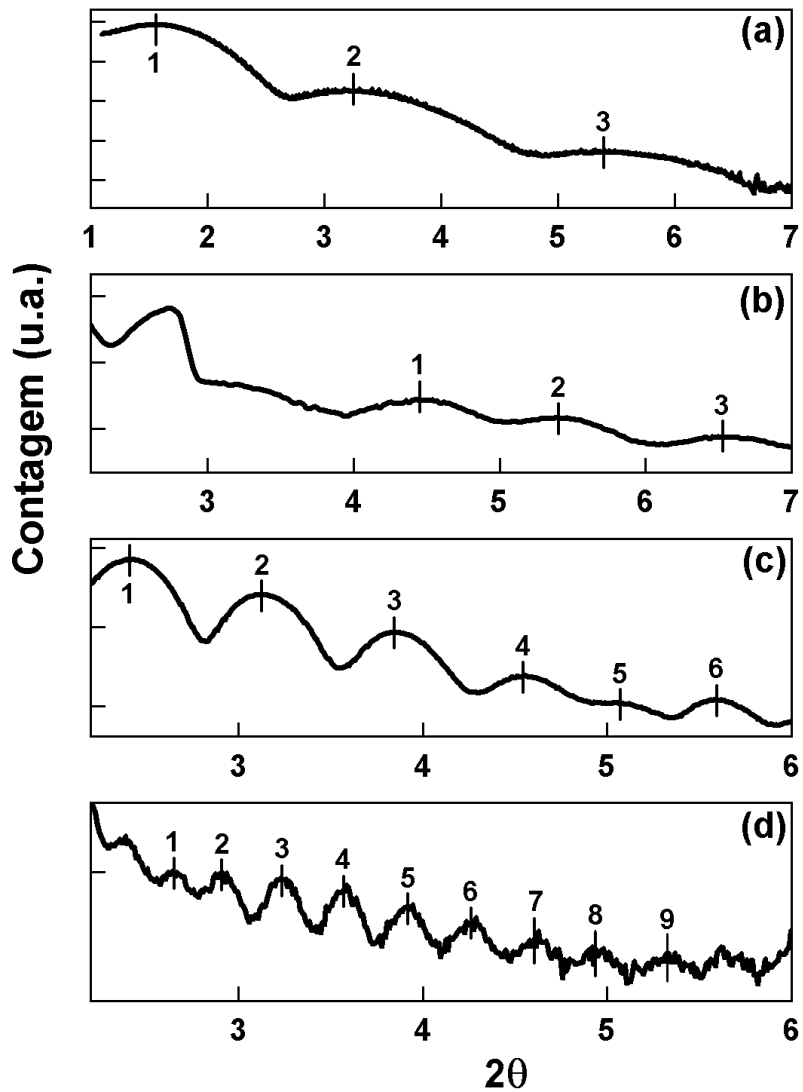 (a)
1 2 3
1 2 3 4 5 6 7
(b)
1 2 3
3 4 5 6 7
(c)
1 2 3 4 5 6
3 4 5 6
(d)
1 2 3 4 5 6 7 8 9
3 4 5 6
Contagem (u.a.)
2θ